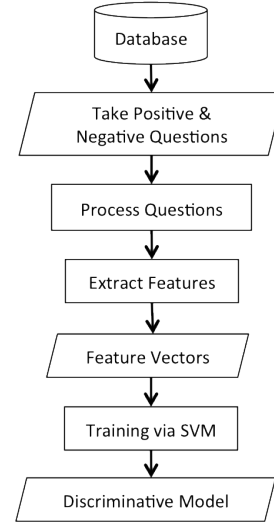 Database
Take Positive &
Negative Questions
Process Questions
Extract Features
Feature Vectors
Training via SVM
Discriminative Model